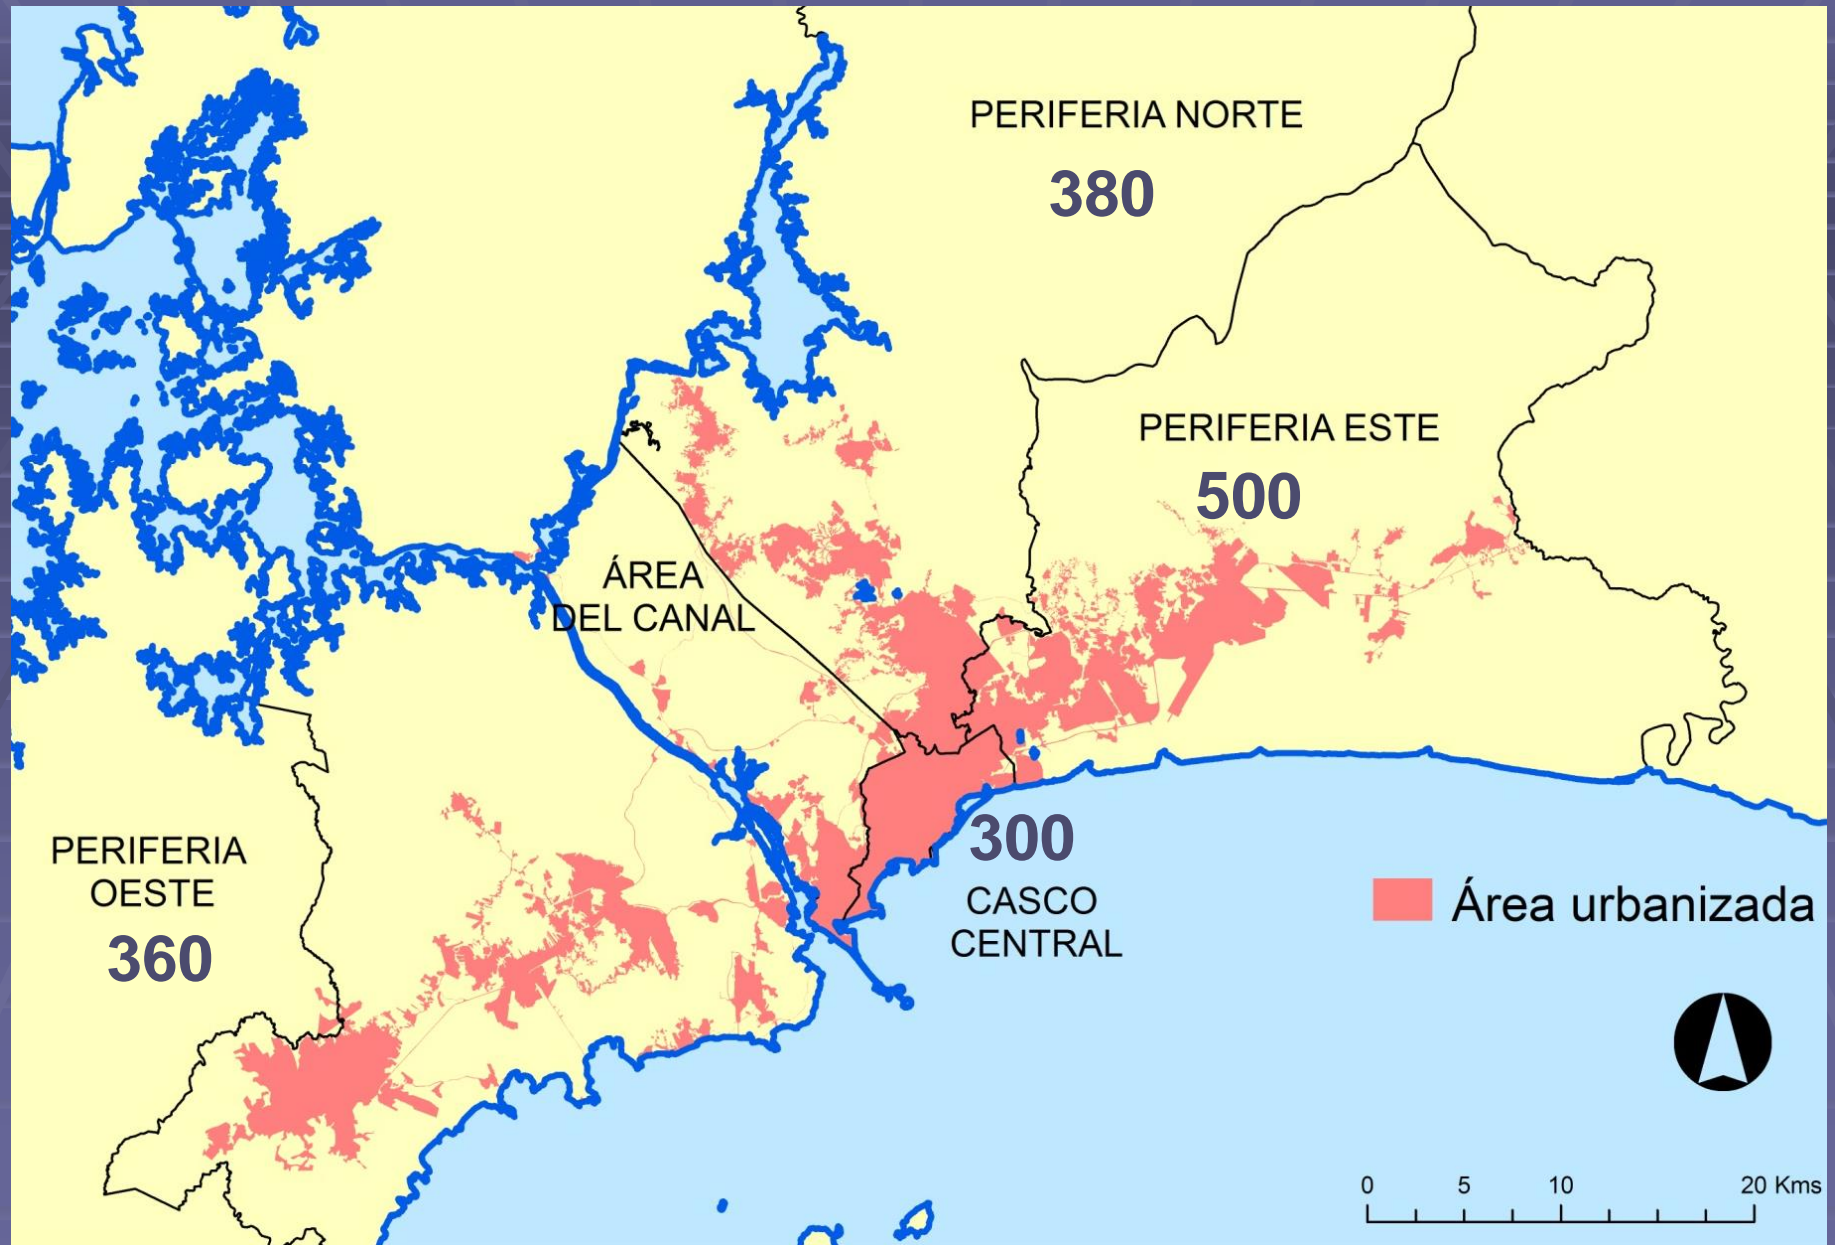 PERIFERIA NORTE
380
PERIFERIA ESTE
500
ÁREA
DEL CANAL
PERIFERIA
OESTE
360
300
CASCO
CENTRAL
Área urbanizada
0 5 10 20 Kms